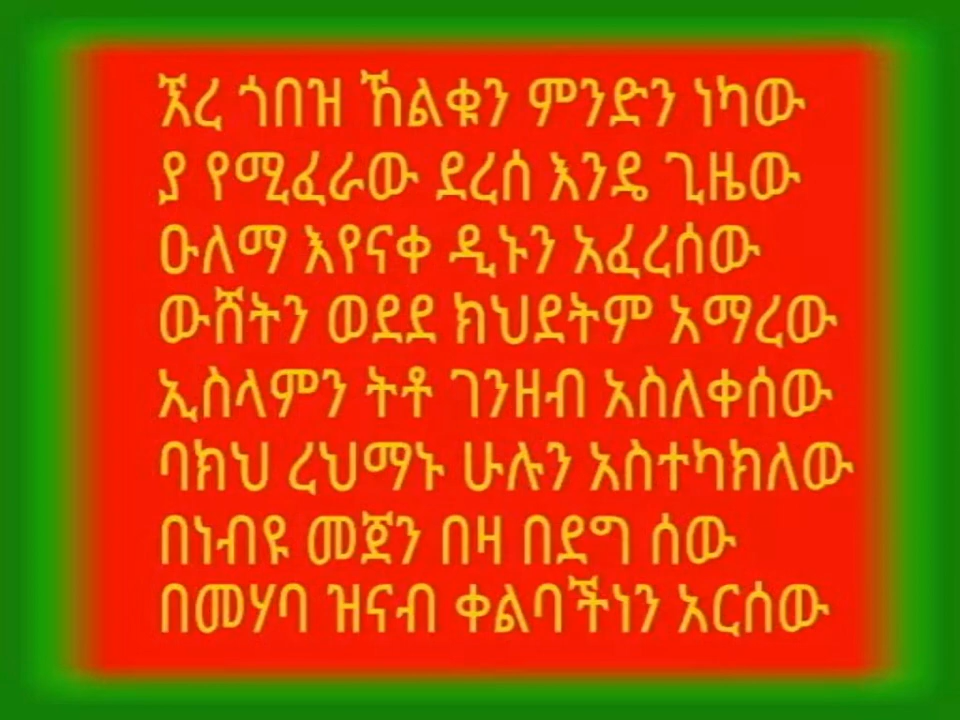 ኧረ ጎበዝ ኸልቁን ምንድን ነካው
ያ የሚፈራው ደረሰ እንዴ ጊዜው
ዑለማ እየናቀ ዲኑን አፈረሰው
ውሸትን ወደደ ክህደትም አማረው
ኢስላምን ትቶ ገንዘብ አስለቀሰው
ባክህ ረህማኑ ሁሉን አስተካክለው
በነብዩ መጀን በዛ በደግ ሰው
በመሃባ ዝናብ ቀልባችነን አርሰው